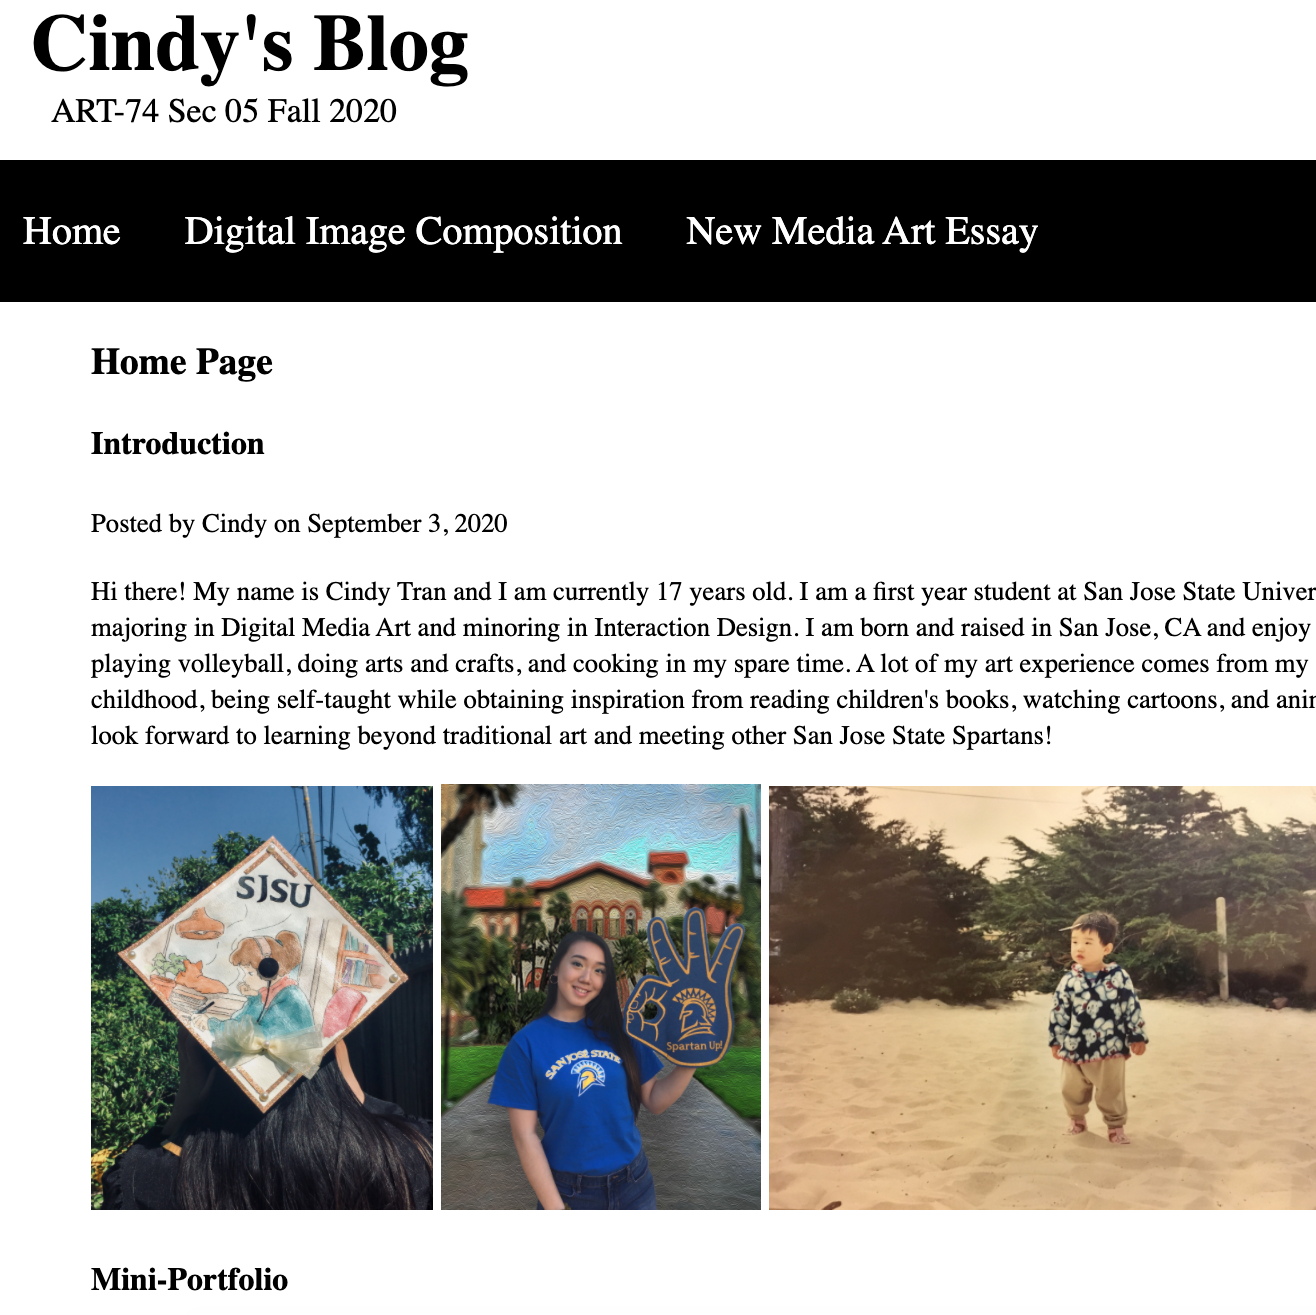 Cindy's Blog
ART-74 Sec 05 Fall 2020
Home Digital Image Composition New Media Art Essay
Home Page
Introduction
Posted by Cindy on September 3, 2020
Hi there! My name is Cindy Tran and I am currently 17 years old. I am a first year student at San Jose State Univer
majoring in Digital Media Art and minoring in Interaction Design. I am born and raised in San Jose, CA and enjoy
playing volleyball, doing arts and crafts, and cooking in my spare time. A lot of my art experience comes from my
childhood, being self-taught while obtaining inspiration from reading children's books, watching cartoons, and anir
look forward to learning beyond traditional art and meeting other San Jose State Spartans!
SJSU
SAN JOSÉ STATE
Spartan Up!
Mini-Portfolio